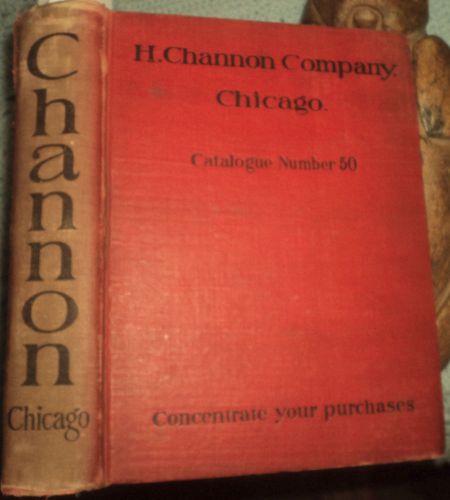 Channon
Chicago
H. Channon Company.
Chicago.
Catalogue Number 50
Concentrate your purchases